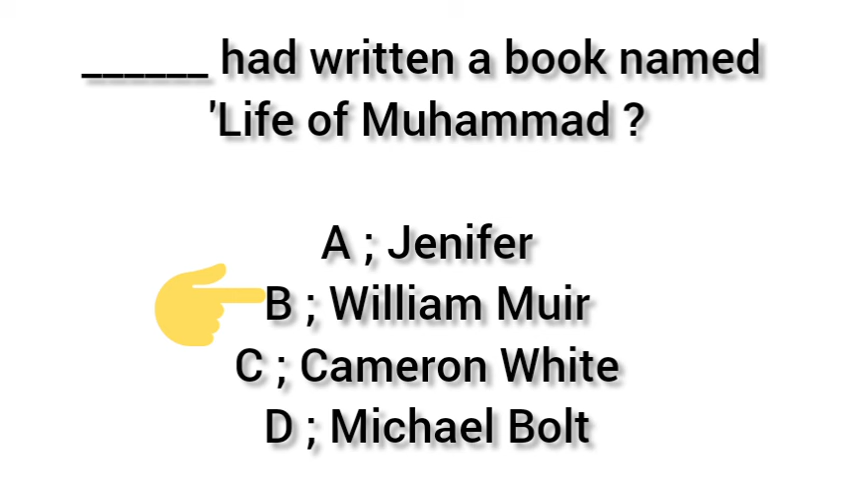 ______ had written a book named
'Life of Muhammad ?
A ; Jenifer
B ; William Muir
C ; Cameron White
D ; Michael Bolt